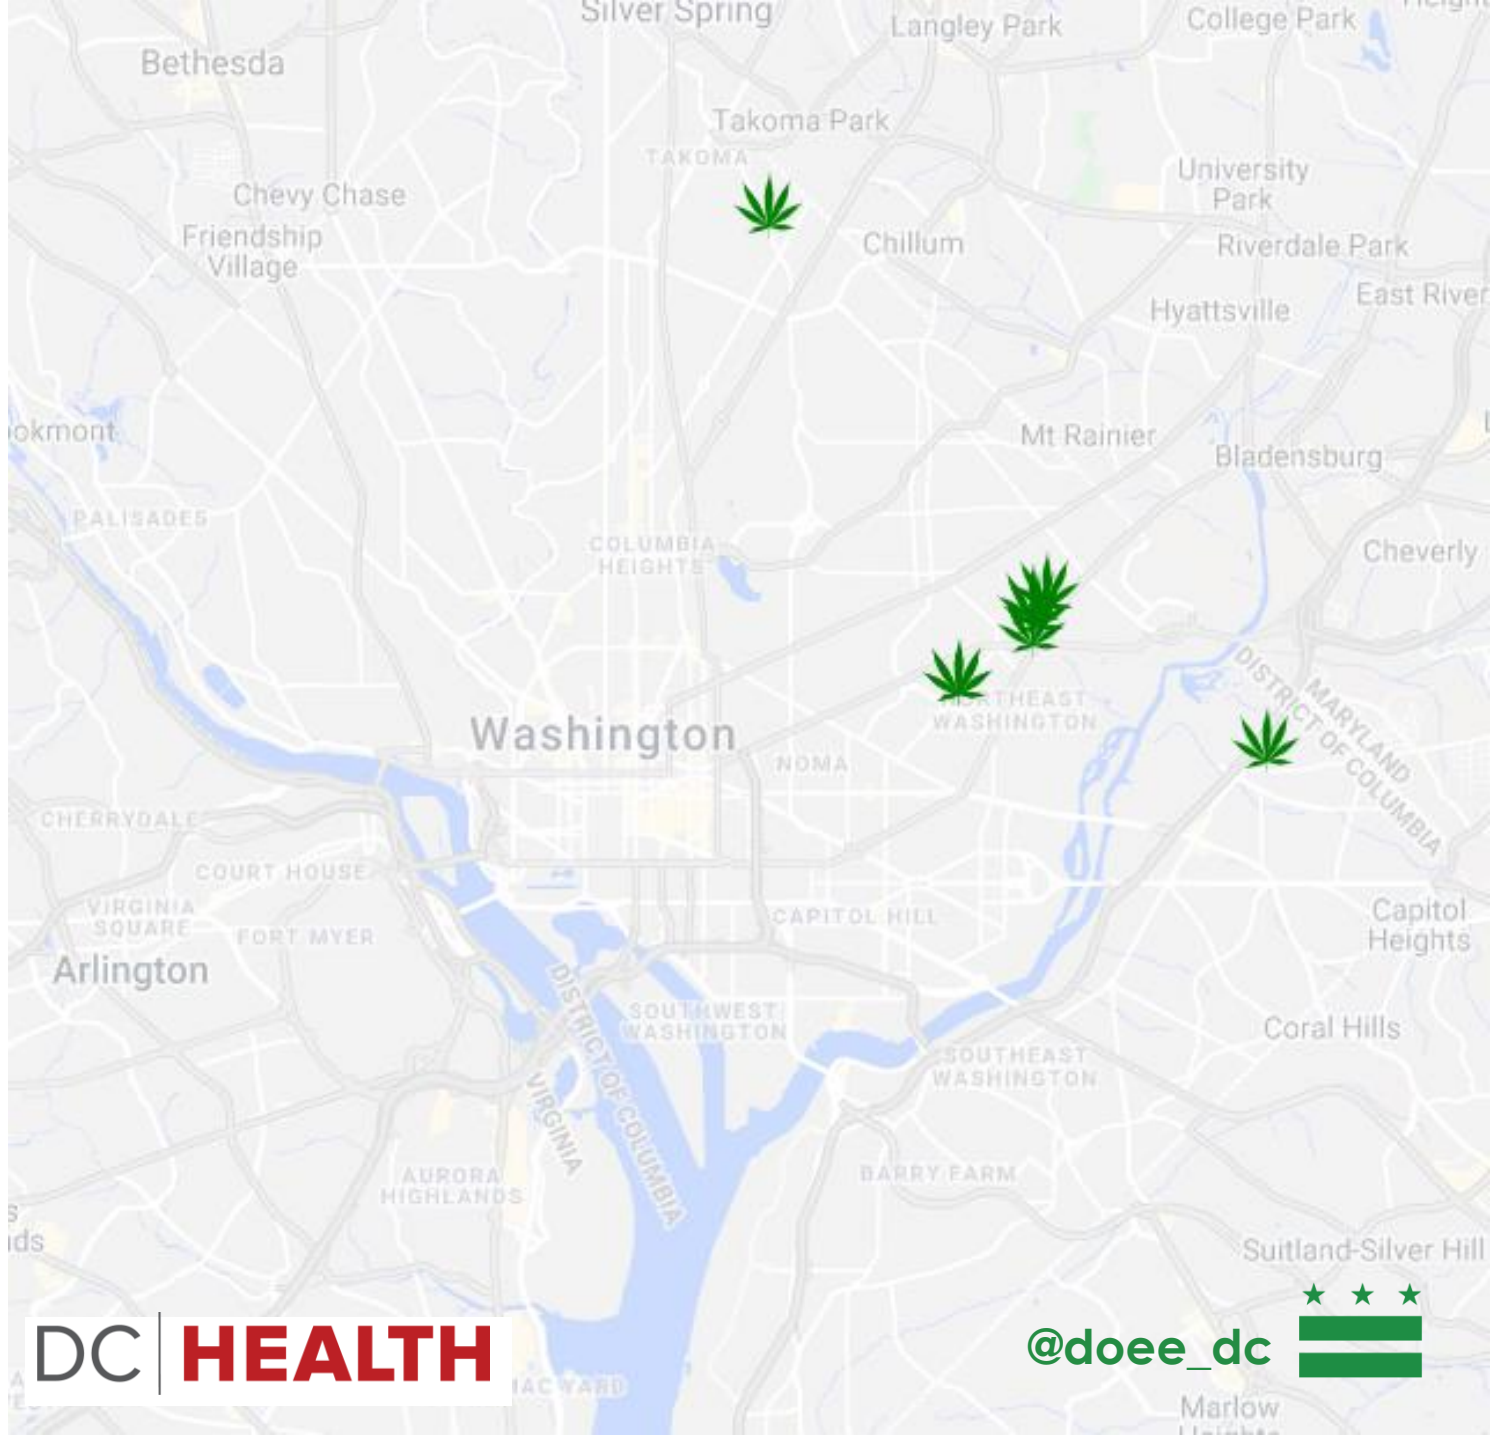 Silver Spring
Langley Park
College Park
Bethesda
Takoma Park
TAKOMA
University
Park
Chevy Chase
Friendship
Village
Chillum
Riverdale Park
East River
Hyattsville
okmont
Mt Rainier
Bladensburg
PALISADES
COLUMBIA
HEIGHTS
Cheverly
DISTRICT OF COLUMBIA
MARYLAND
WASHINGTON
Washington
NOMA
CHERRYDALE
COURT HOUSE
VIRGINIA
SQUARE
FORT MYER
CAPITOL HILL
Capitol
Heights
Arlington
DISTRICT OF COLUMBIA
VIRGINIA
SOUTHWEST
WASHINGTON
Coral Hills
SOUTHEAST
WASHINGTON
AURORA
HIGHLANDS
BARRY FARM
Suitland-Silver Hill
DC HEALTH
@doee_dc
Marlow